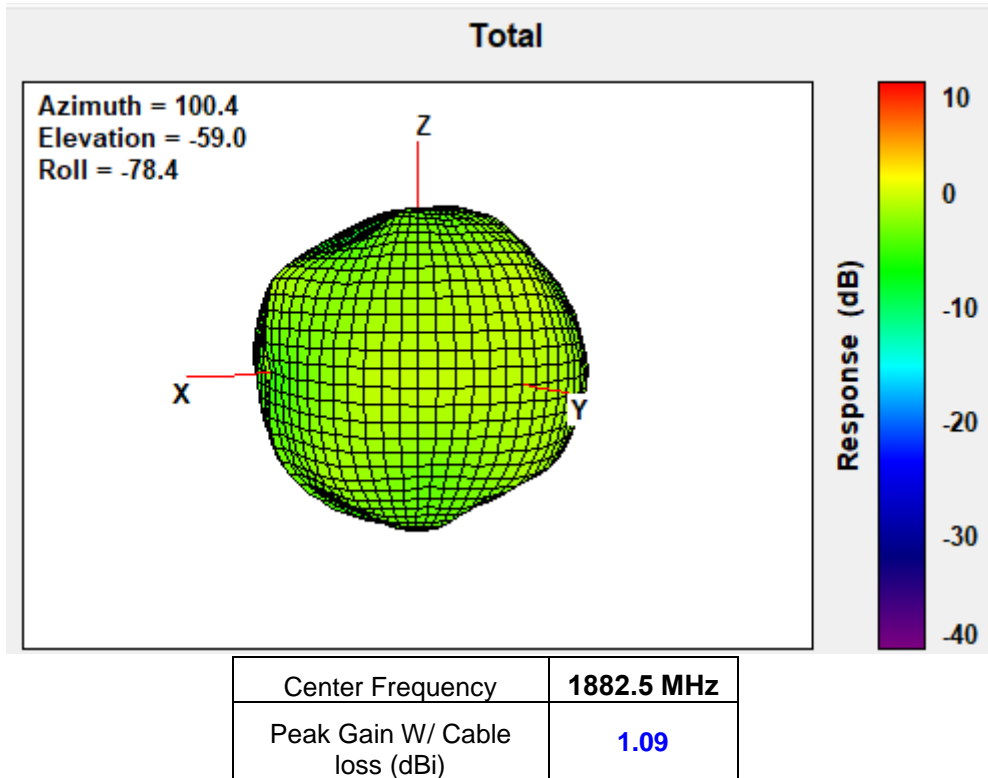 Total
Azimuth = 100.4
Elevation = -59.0
Roll = -78.4
Z
X
Y
10
0
-10
-20
-30
-40
Response (dB)
Center Frequency 1882.5 MHz
Peak Gain W/ Cable
loss (dBi) 1.09